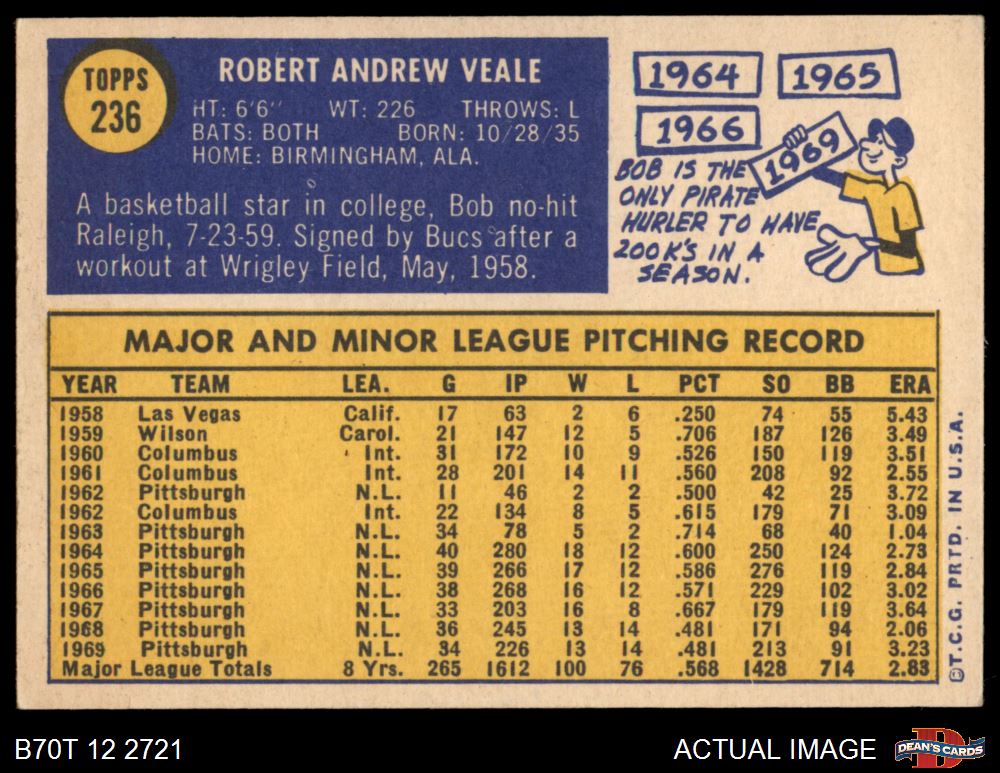 TOPPS
236
ROBERT ANDREW VEALE
HT: 6'6" WT: 226 THROWS: L
BATS: BOTH BORN: 10/28/35
HOME: BIRMINGHAM, ALA.
A basketball star in college, Bob no-hit
Raleigh, 7-23-59. Signed by Bucs after a
workout at Wrigley Field, May, 1958.
1964 1965
1966
1969
BOB IS THE
ONLY PIRATE
HURLER TO HAVE
200 K'S IN A
SEASON.
MAJOR AND MINOR LEAGUE PITCHING RECORD
YEAR TEAM LEA. G IP W L PCT SO BB ERA
1958 Las Vegas Calif. 17 63 2 6 .250 74 55 5.43
1959 Wilson Carol. 21 147 12 5 .706 187 126 3.49
1960 Columbus Int. 31 172 10 9 .526 150 119 3.51
1961 Columbus Int. 28 201 14 11 .560 208 92 2.55
1962 Pittsburgh N.L. 11 46 2 2 .500 42 25 3.72
1962 Columbus Int. 22 134 8 5 .615 179 71 3.09
1963 Pittsburgh N.L. 34 78 5 2 .714 68 40 1.04
1964 Pittsburgh N.L. 40 280 18 12 .600 250 124 2.73
1965 Pittsburgh N.L. 39 266 17 12 .586 276 119 2.84
1966 Pittsburgh N.L. 38 268 16 12 .571 229 102 3.02
1967 Pittsburgh N.L. 33 203 16 8 .667 179 119 3.64
1968 Pittsburgh N.L. 36 245 13 14 .481 171 94 2.06
1969 Pittsburgh N.L. 34 226 13 14 .481 213 91 3.23
Major League Totals 8 Yrs. 265 1612 100 76 .568 1428 714 2.83
©T.C.G. PRTD. IN U.S.A.
B70T 12 2721
ACTUAL IMAGE
D
DEAN'S CARDS